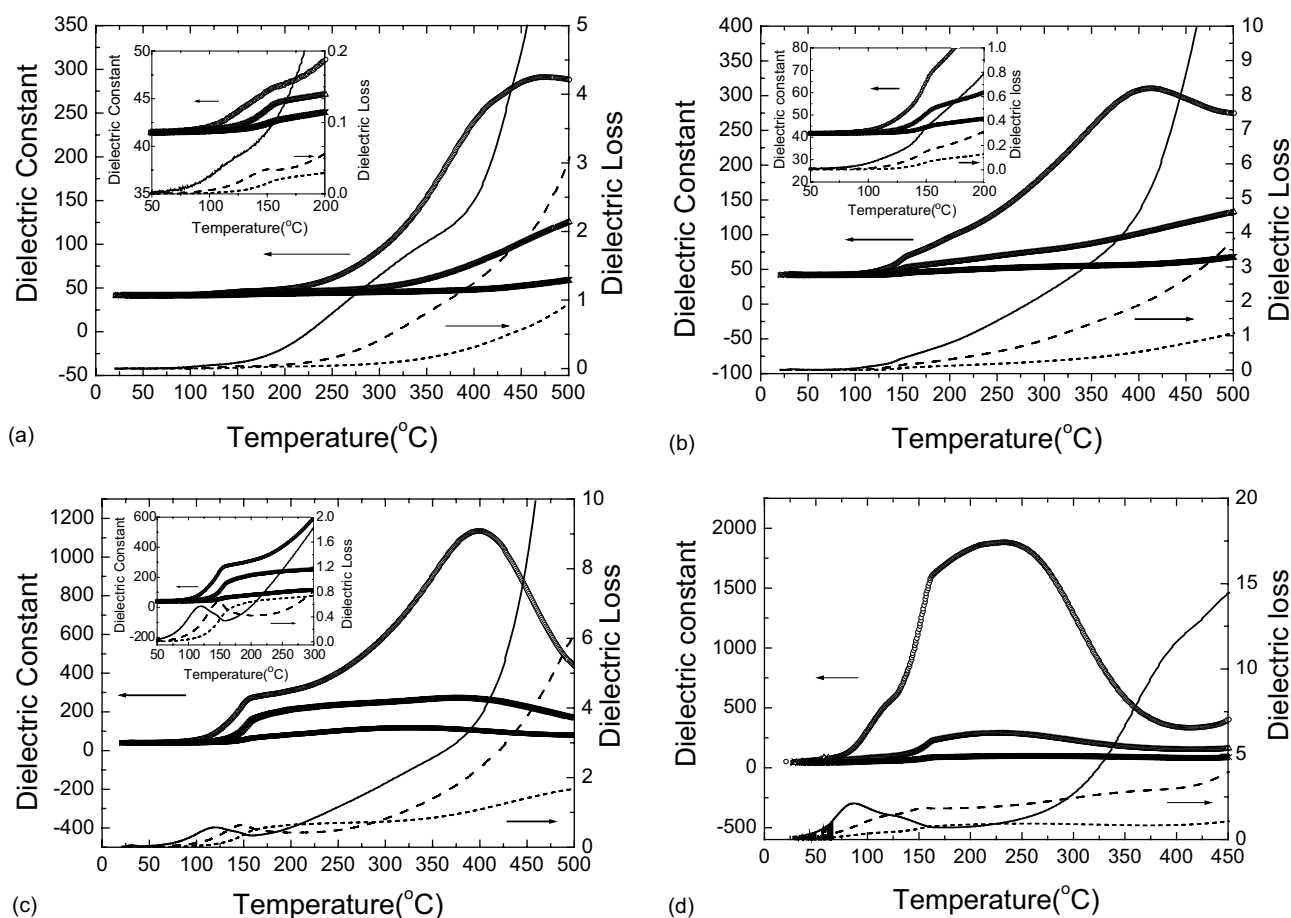 350
300
250
200
150
100
50
0
-50
Dielectric Constant
5
4
3
2
1
0
Dielectric Loss
0 50 100 150 200 250 300 350 400 450 500
Temperature(°C)
(a)
50
45
40
35
Dielectric Constant
0.2
0.1
0.0
Dielectric Loss
50 100 150 200
Temperature(°C)
400
350
300
250
200
150
100
50
0
-50
-100
Dielectric Constant
10
9
8
7
6
5
4
3
2
1
0
Dielectric Loss
0 50 100 150 200 250 300 350 400 450 500
Temperature(°C)
(b)
80
60
40
20
Dielectric constant
1.0
0.8
0.6
0.4
0.2
0.0
Dielectric loss
50 100 150 200
Temperature(°C)
1200
1000
800
600
400
200
0
-200
-400
Dielectric Constant
10
8
6
4
2
0
Dielectric Loss
0 50 100 150 200 250 300 350 400 450 500
Temperature(°C)
(c)
600
400
200
0
-200
Dielectric Constant
2.0
1.6
1.2
0.8
0.4
0.0
Dielectric Loss
50 100 150 200 250 300
Temperature(°C)
2000
1500
1000
500
0
-500
Dielectric constant
20
15
10
5
0
Dielectric loss
0 50 100 150 200 250 300 350 400 450
Temperature(°C)
(d)